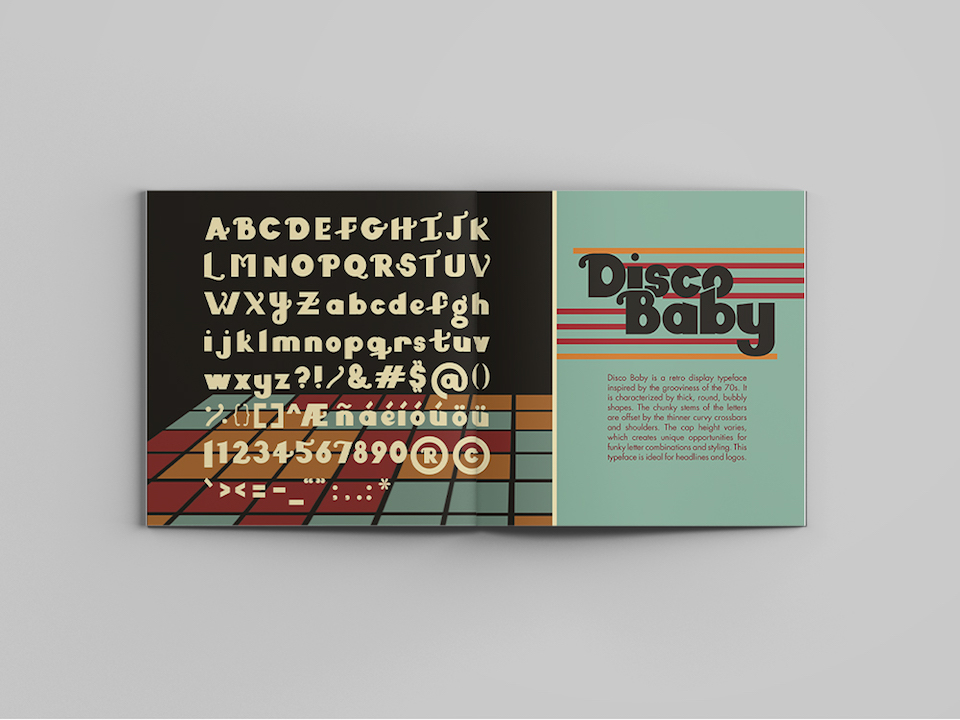 ABCDEFGHIJK
LMNOPQRSTUV
WXYZabcdefgh
ijklmnopqrstuv
wxyz?!/&#$@()
%{}[]^Æñáéíóúöü
|1234567890®©
`><=-_“”:,..:*
Disco
Baby
Disco Baby is a retro display typeface
inspired by the grooviness of the 70s. It
is characterized by thick, round, bubbly
shapes. The chunky stems of the letters
are offset by the thinner curvy crossbars
and shoulders. The cap height varies,
which creates unique opportunities for
funky letter combinations and styling. This
typeface is ideal for headlines and logos.